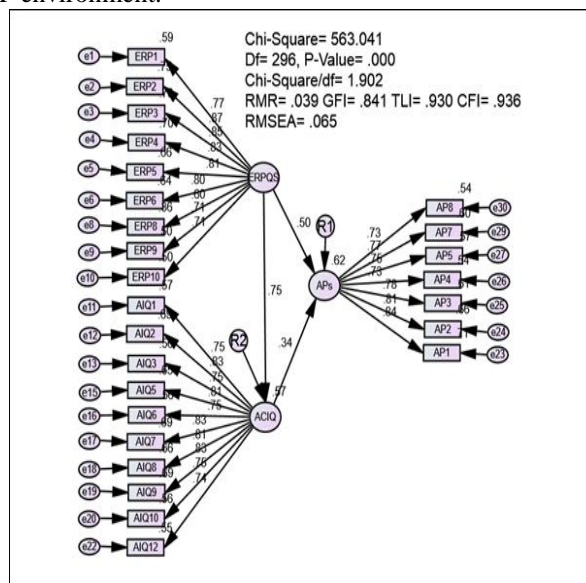 Chi-Square= 563.041
Df= 296, P-Value= .000
Chi-Square/df= 1.902
RMR= .039 GFI= .841 TLI= .930 CFI= .936
RMSEA= .065
.59
e1 ERP1
e2 ERP2
e3 ERP3
e4 ERP4
e5 ERP5
e6 ERP6
e8 ERP8
e9 ERP9
e10 ERP10
.77
.87
.85
.83
.81
.80
.80
.71
.71
ERPQS
e11 AIQ1
e12 AIQ2
e13 AIQ3
e15 AIQ5
e16 AIQ6
e17 AIQ7
e18 AIQ8
e19 AIQ9
e20 AIQ10
e22 AIQ12
.55
.75
.83
.75
.81
.75
.83
.81
.83
.75
.74
ACIQ
.57
R2
.75
.50
.34
R1
.62
APs
.54
AP8 e30
AP7 e29
AP5 e27
AP4 e26
AP3 e25
AP2 e24
AP1 e23
.73
.77
.73
.78
.81
.84